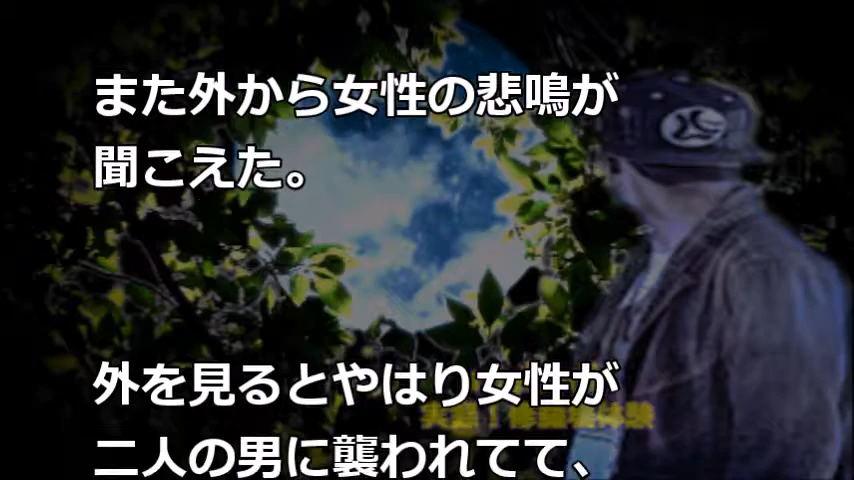 また外から女性の悲鳴が
聞こえた。
外を見るとやはり女性が
二人の男に襲われてて、